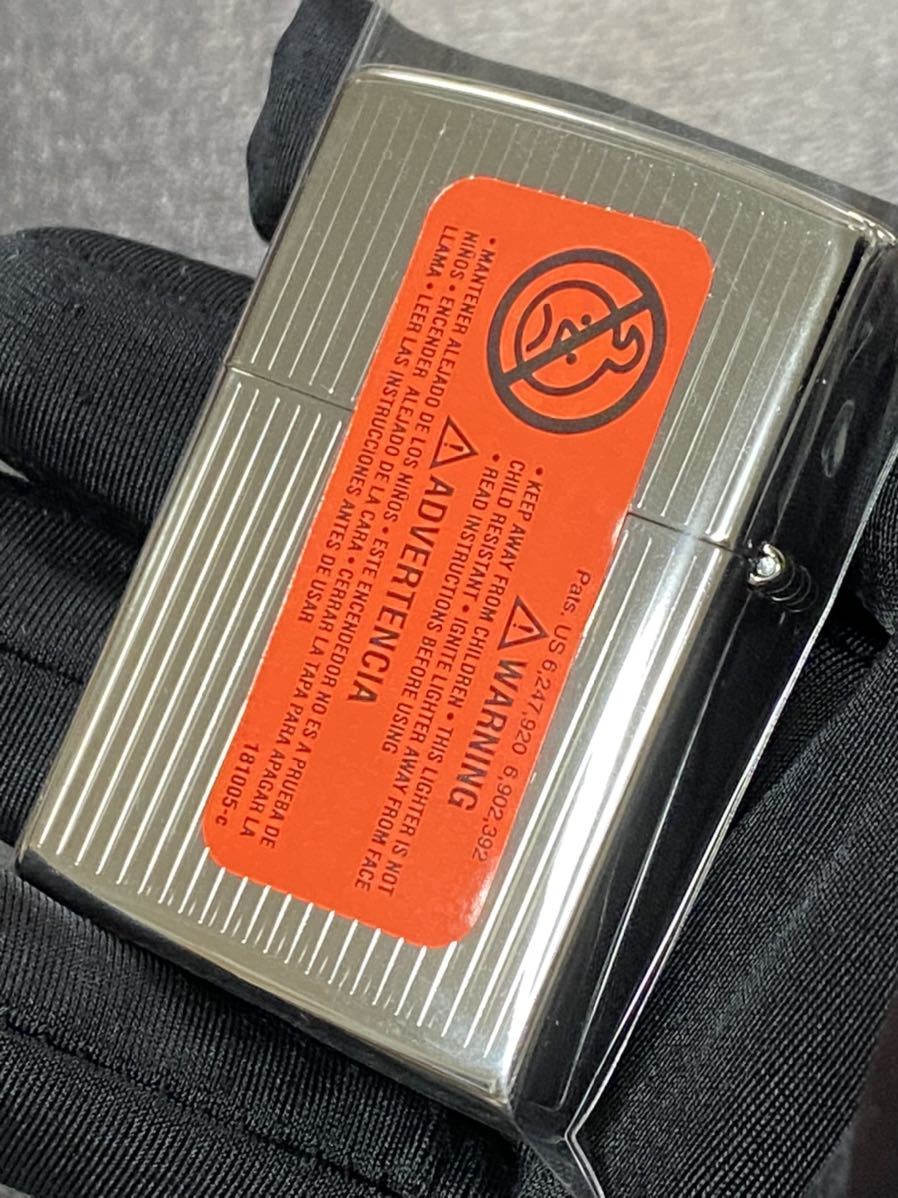 Pats. US 6,247,920 6,902,392
⚠ WARNING
• KEEP AWAY FROM CHILDREN • THIS LIGHTER IS NOT
CHILD RESISTANT • IGNITE LIGHTER AWAY FROM FACE
• READ INSTRUCTIONS BEFORE USING
⚠ ADVERTENCIA
• MANTENER ALEJADO DE LOS NIÑOS • ESTE ENCENDEDOR NO ES A PRUEBA DE
NIÑOS • ENCENDER ALEJADO DE LA CARA • CERRAR LA TAPA PARA APAGAR LA
LLAMA • LEER LAS INSTRUCCIONES ANTES DE USAR
181005-c